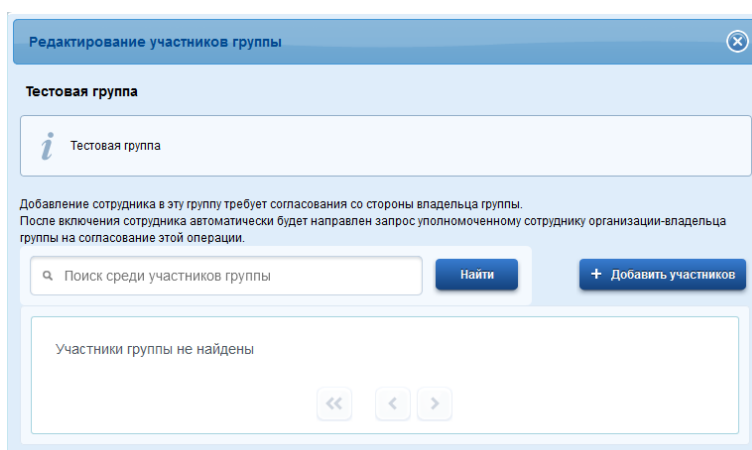 Редактирование участников группы
Тестовая группа
Тестовая группа
Добавление сотрудника в эту группу требует согласования со стороны владельца группы.
После включения сотрудника автоматически будет направлен запрос уполномоченному сотруднику организации-владельца
группы на согласование этой операции.
Поиск среди участников группы
Найти
+ Добавить участников
Участники группы не найдены